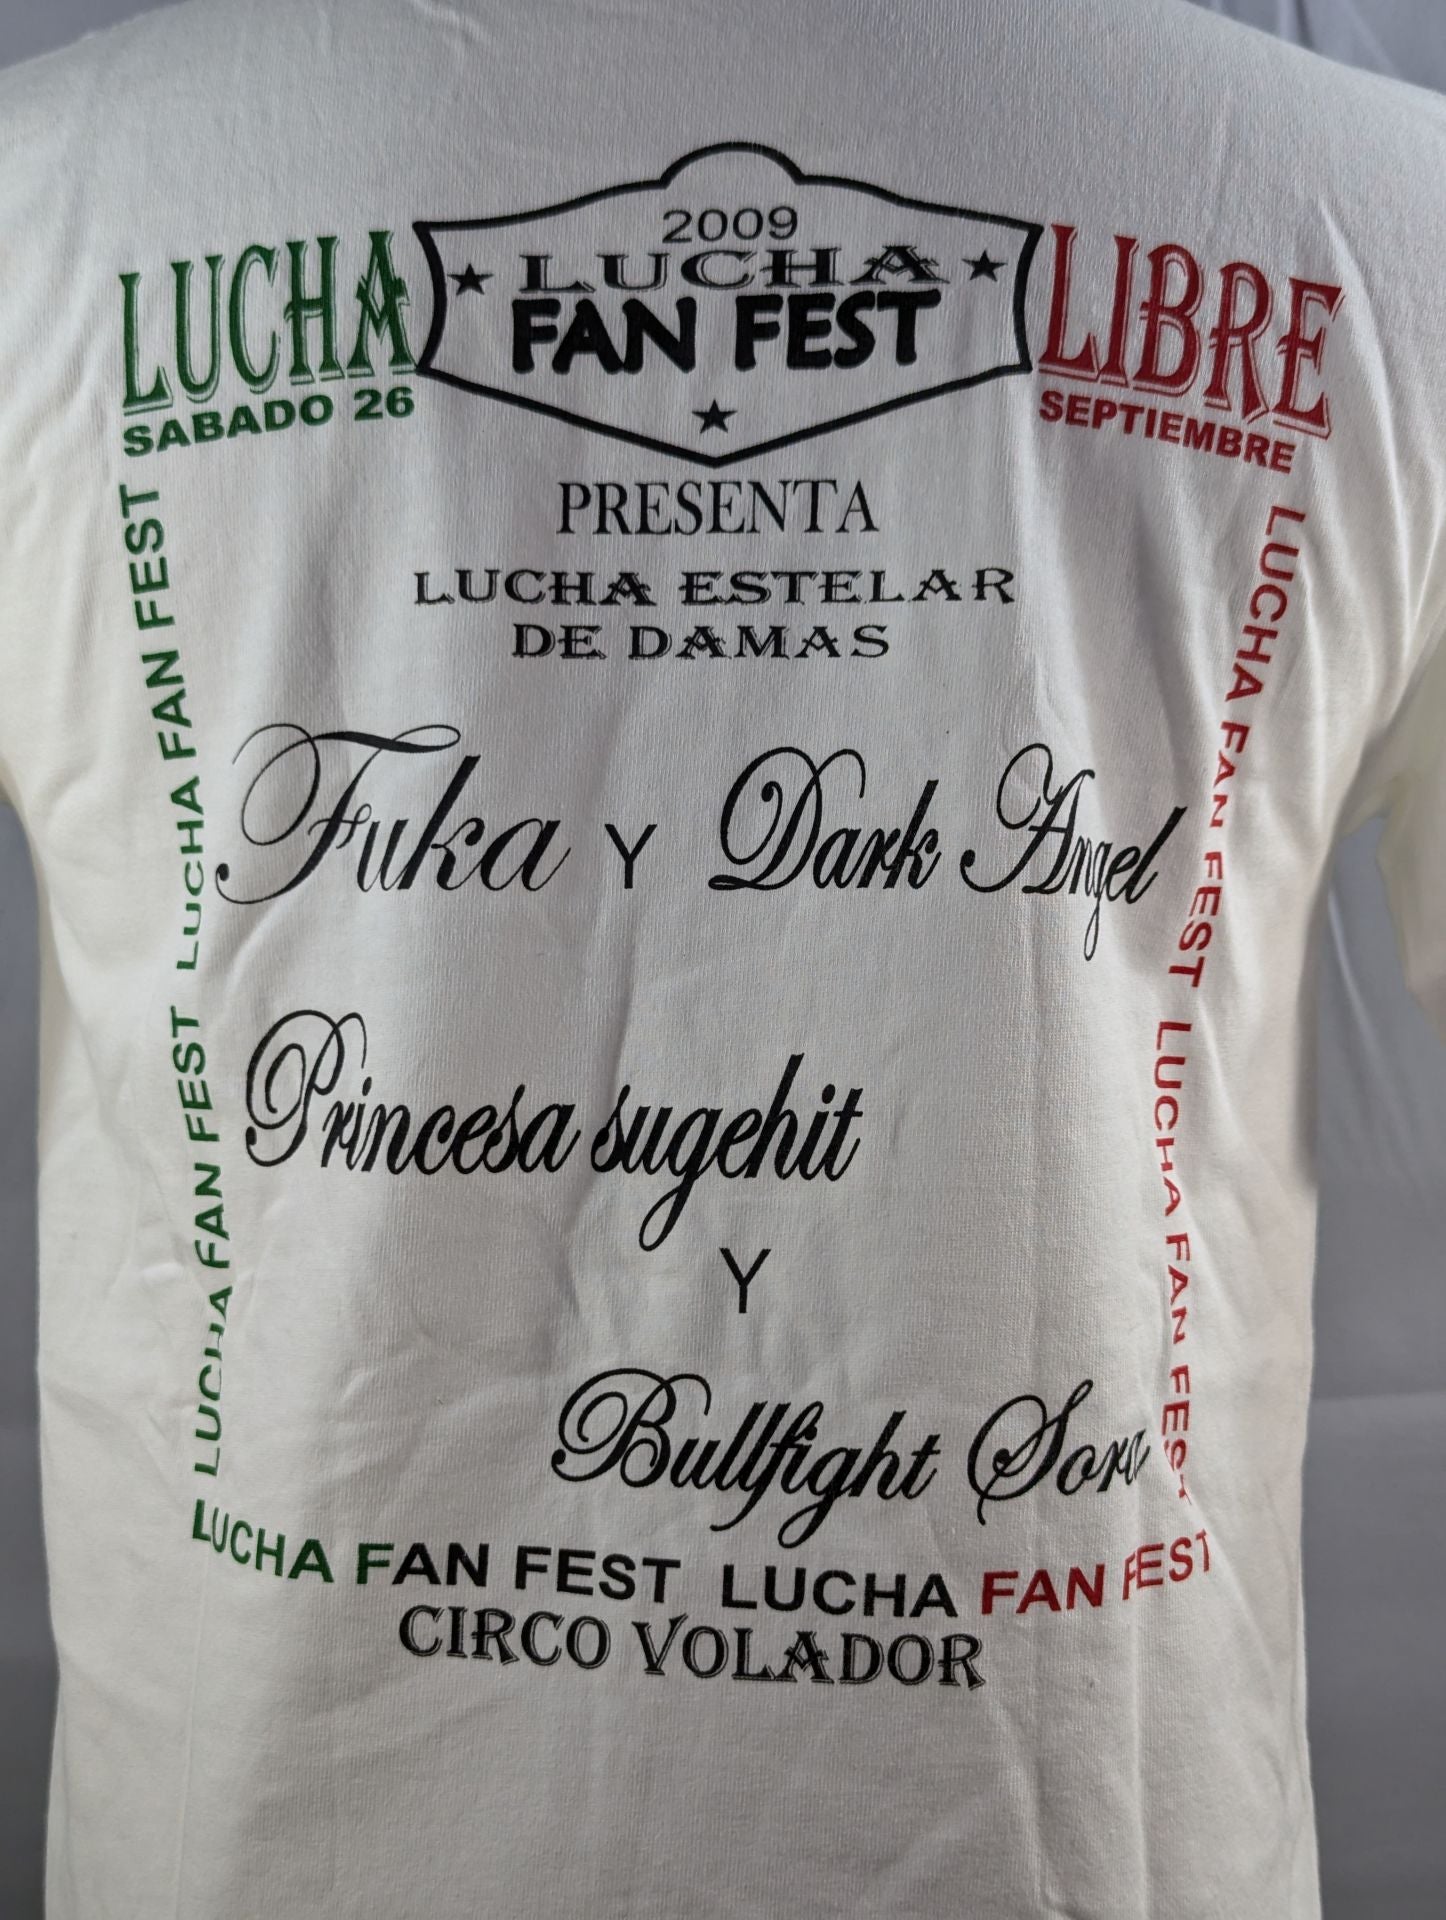 2009
LUCHA
FAN FEST
LUCHA
SABADO 26
LIBRE
SEPTIEMBRE
PRESENTA
LUCHA ESTELAR
DE DAMAS
Fuka Y Dark Angel
Princesa sugehit
Y
Bullfight Sora
LUCHA FAN FEST LUCHA FAN FEST LUCHA FAN FEST
LUCHA FAN FEST LUCHA FAN FEST
LUCHA FAN FEST LUCHA FAN FEST
CIRCO VOLADOR